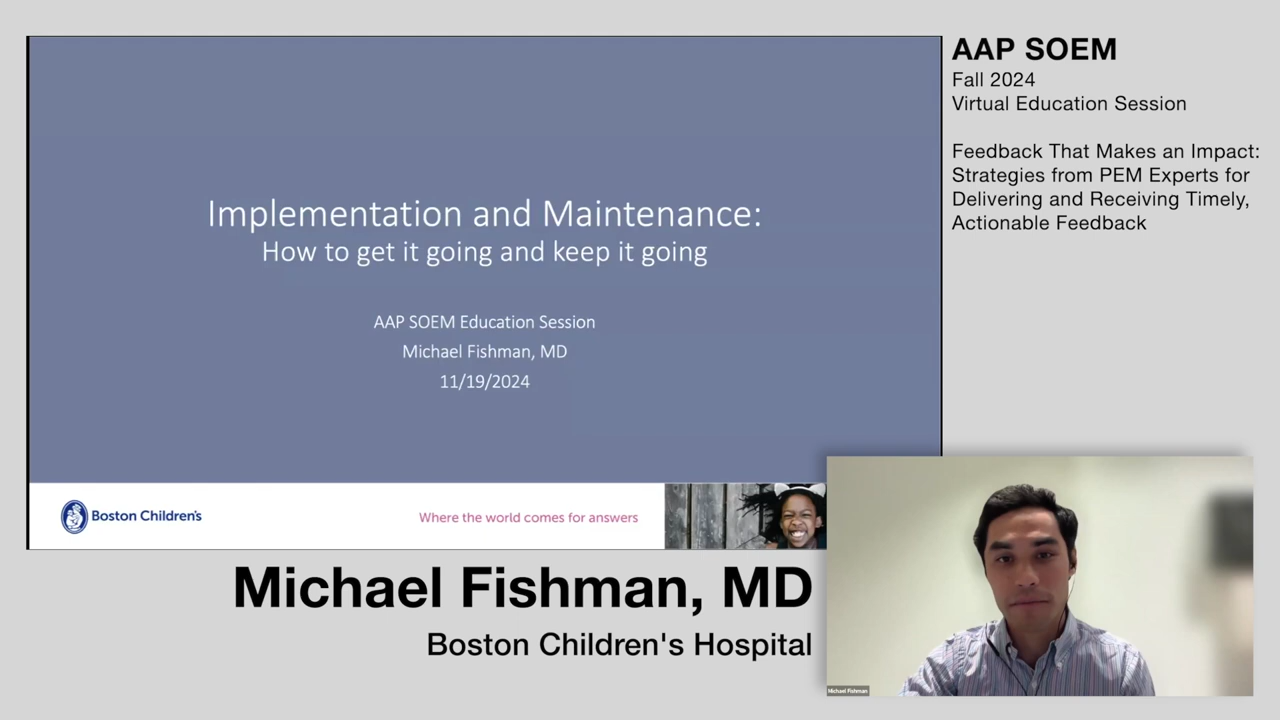 Implementation and Maintenance:
How to get it going and keep it going
AAP SOEM Education Session
Michael Fishman, MD
11/19/2024
Boston Children's
Where the world comes for answers
AAP SOEM
Fall 2024
Virtual Education Session
Feedback That Makes an Impact:
Strategies from PEM Experts for
Delivering and Receiving Timely,
Actionable Feedback
Michael Fishman, MD
Boston Children's Hospital
Michael Fishman